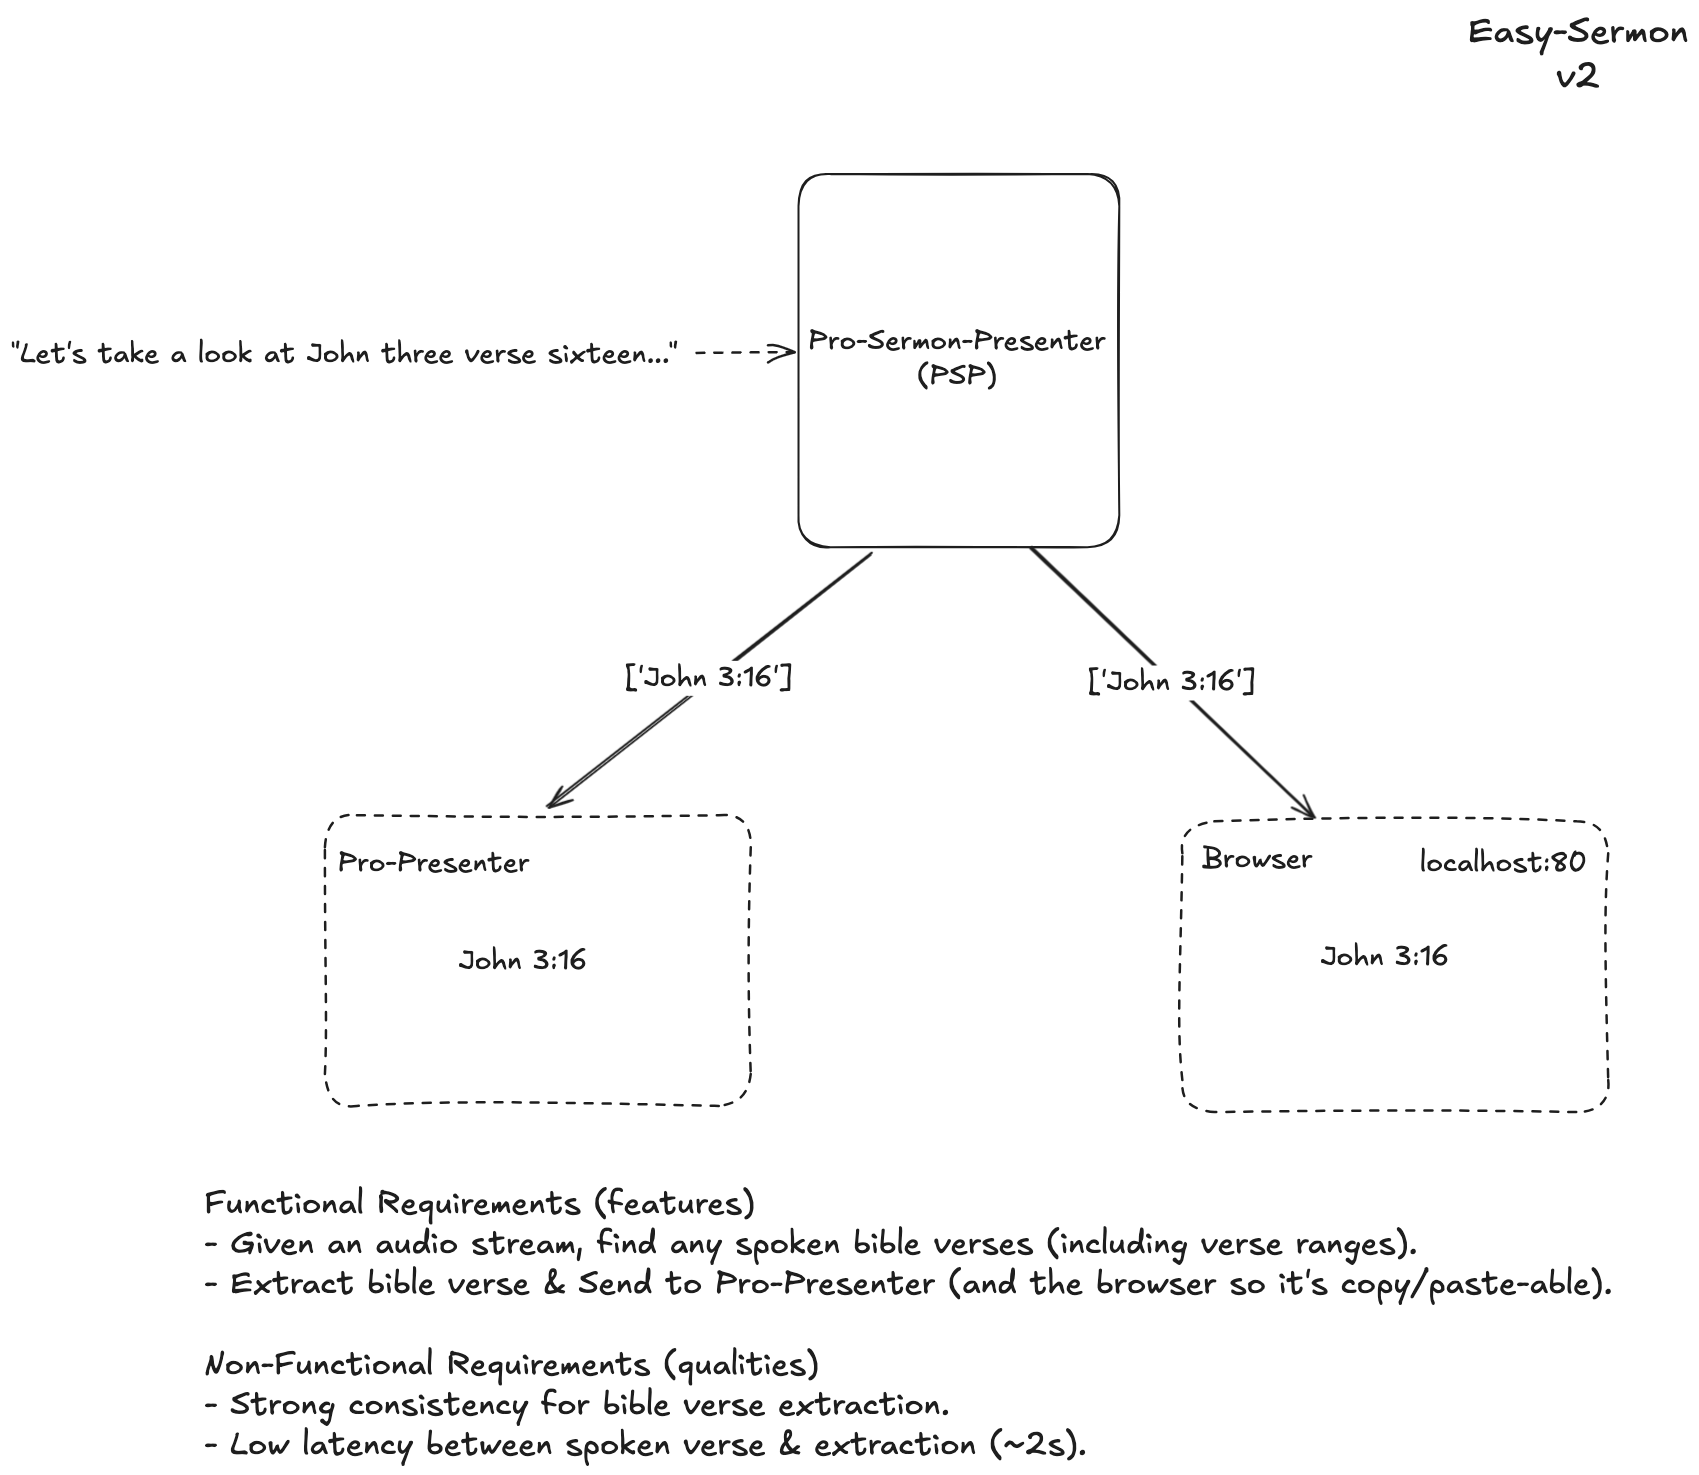 Easy-Sermon
v2
"Let's take a look at John three verse sixteen..."
Pro-Sermon-Presenter
(PSP)
['John 3:16']
['John 3:16']
Pro-Presenter
John 3:16
Browser
localhost:80
John 3:16
Functional Requirements (features)
- Given an audio stream, find any spoken bible verses (including verse ranges).
- Extract bible verse & Send to Pro-Presenter (and the browser so it's copy/paste-able).
Non-Functional Requirements (qualities)
- Strong consistency for bible verse extraction.
- Low latency between spoken verse & extraction (~2s).